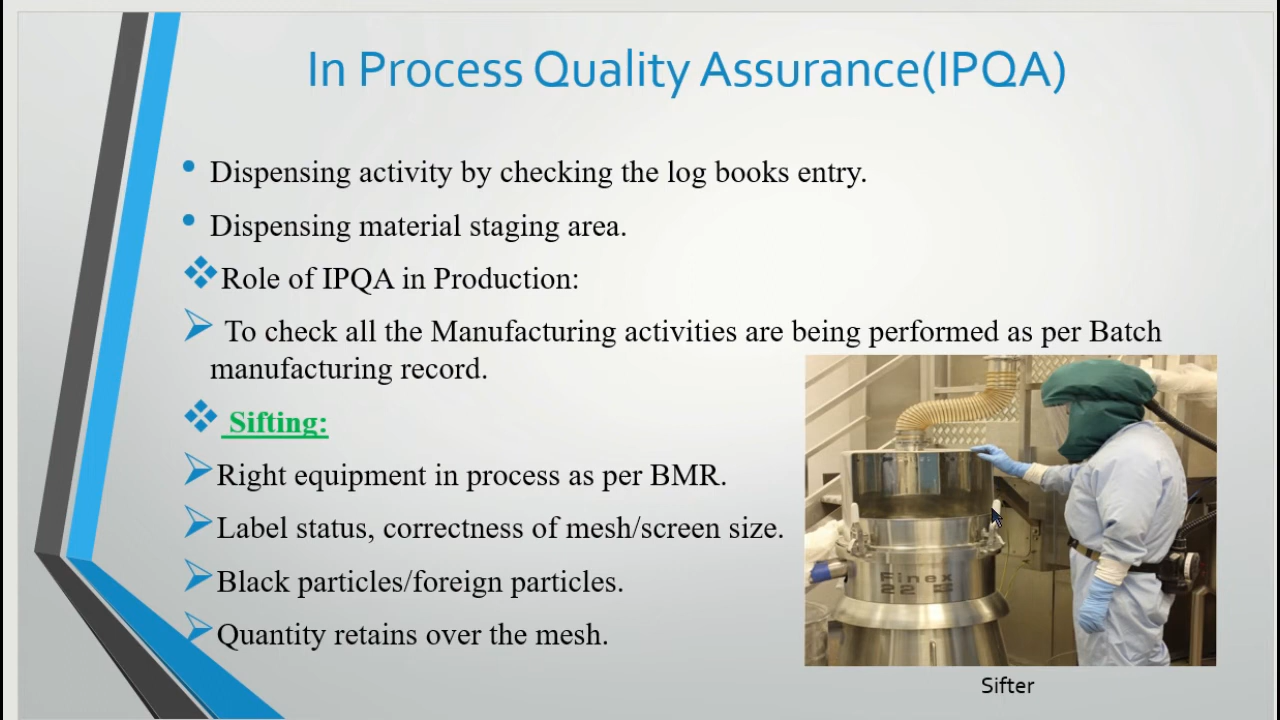 In Process Quality Assurance(IPQA)
Dispensing activity by checking the log books entry.
Dispensing material staging area.
Role of IPQA in Production:
To check all the Manufacturing activities are being performed as per Batch
manufacturing record.
Sifting:
Right equipment in process as per BMR.
Label status, correctness of mesh/screen size.
Black particles/foreign particles.
Quantity retains over the mesh.
Finex
22 S
Sifter